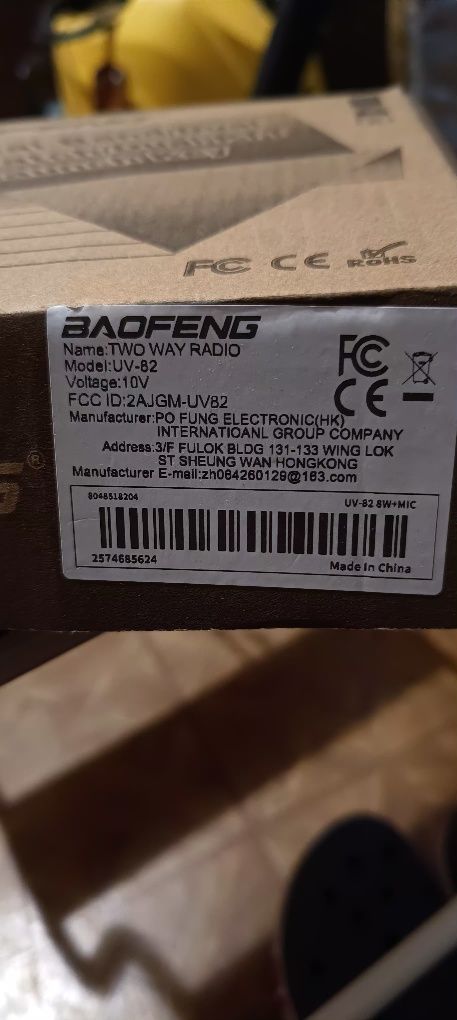 FC CE RoHS
BAOFENG
Name:TWO WAY RADIO
Model:UV-82
Voltage:10V
FCC ID:2AJGM-UV82
Manufacturer:PO FUNG ELECTRONIC(HK)
INTERNATIOANL GROUP COMPANY
Address:3/F FULOK BLDG 131-133 WING LOK
ST SHEUNG WAN HONGKONG
Manufacturer E-mail:zh064260129@163.com
FC
CE
8048518204
UV-82 8W+MIC
2574685624
Made in China